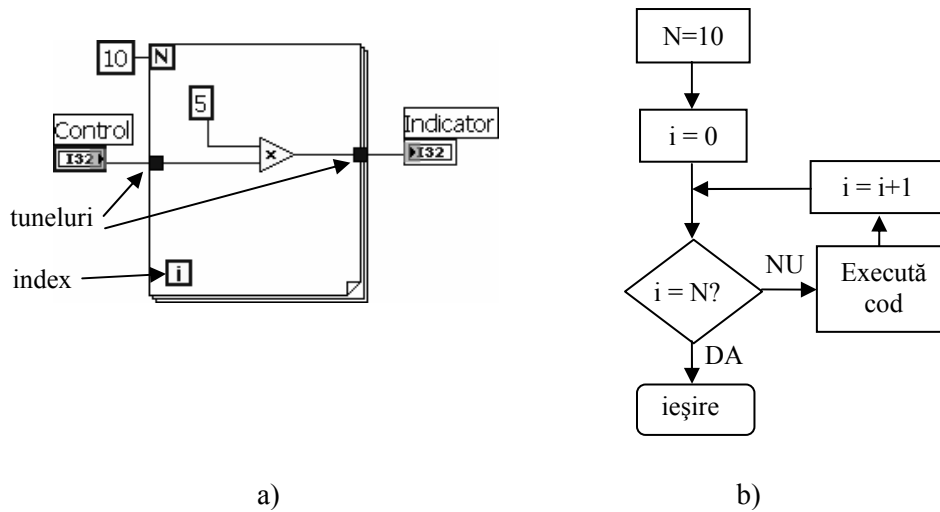 10
N
5
x
Control
I32
Indicator
I32
tuneluri
index
i
N=10
i = 0
i = i+1
i = N?
NU
Execută
cod
DA
ieşire
a)
b)